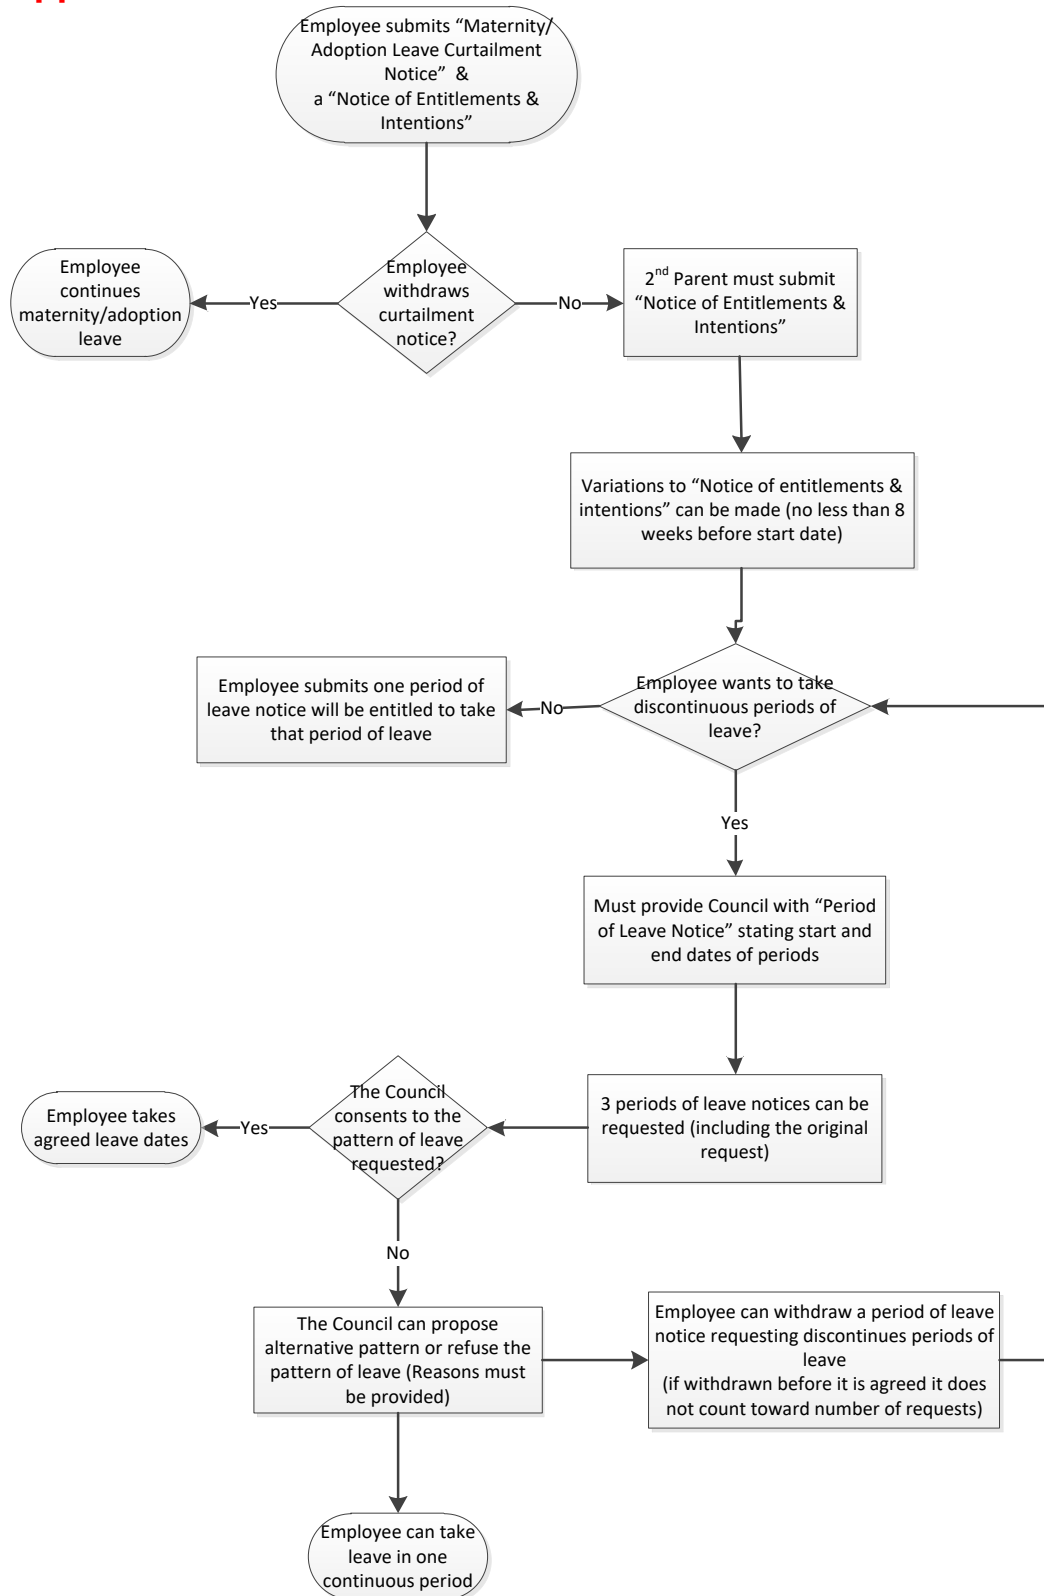 Employee submits “Maternity/
Adoption Leave Curtailment
Notice” &
a “Notice of Entitlements &
Intentions”
Employee
withdraws
curtailment
notice?
Yes
Employee
continues
maternity/adoption
leave
No
2nd Parent must submit
“Notice of Entitlements &
Intentions”
Variations to “Notice of entitlements &
intentions” can be made (no less than 8
weeks before start date)
Employee wants to take
discontinuous periods of
leave?
No
Employee submits one period of
leave notice will be entitled to take
that period of leave
Yes
Must provide Council with “Period
of Leave Notice” stating start and
end dates of periods
3 periods of leave notices can be
requested (including the original
request)
The Council
consents to the
pattern of leave
requested?
Yes
Employee takes
agreed leave dates
No
The Council can propose
alternative pattern or refuse the
pattern of leave (Reasons must
be provided)
Employee can withdraw a period of leave
notice requesting discontinues periods of
leave
(if withdrawn before it is agreed it does
not count toward number of requests)
Employee can take
leave in one
continuous period